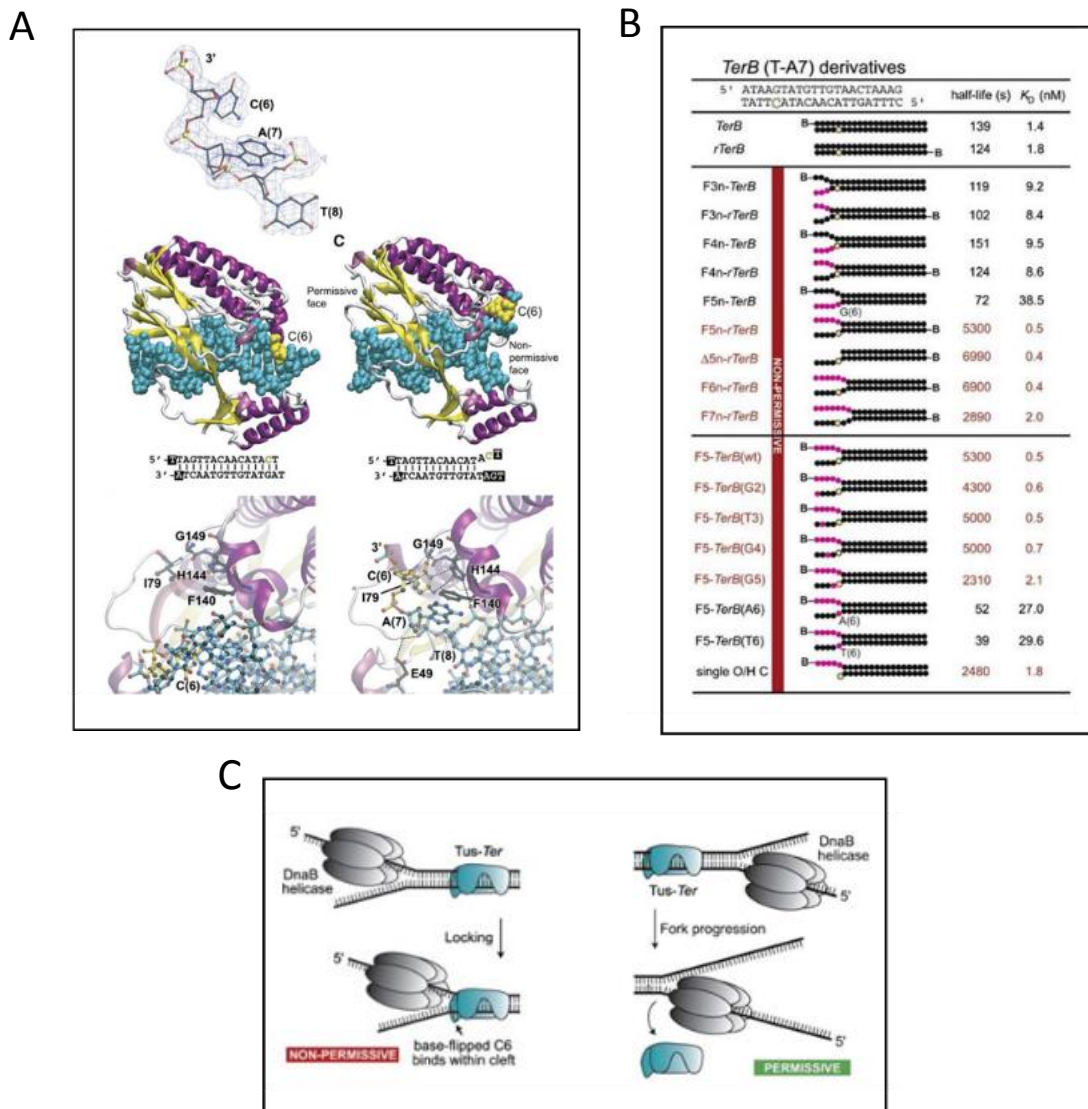 A
3'
C(6)
A(7)
T(8)
C
Permissive face
C(6)
C(6)
Non-permissive face
5'-TTAGTTACAACATACT
3'-ATCAATGTTGTATGAT
5'-TTAGTTACAACATACT
3'-ATCAATGTTGTATAGT
G149
I79
H144
F140
C(6)
3'
G149
C(6)
H144
I79
F140
A(7)
T(8)
E49
B
TerB (T-A7) derivatives
5' ATAAGTATGTTGTAACTAAAG
TATTCATACAACATTGATTTC 5'
half-life (s) KD (nM)
TerB B 139 1.4
rTerB B 124 1.8
NON-PERMISSIVE
F3n-TerB B 119 9.2
F3n-rTerB B 102 8.4
F4n-TerB B 151 9.5
F4n-rTerB B 124 8.6
F5n-TerB B 72 38.5
G(6)
F5n-rTerB B 5300 0.5
Δ5n-rTerB B 6990 0.4
F6n-rTerB B 6900 0.4
F7n-rTerB B 2890 2.0
F5-TerB(wt) B 5300 0.5
F5-TerB(G2) B 4300 0.6
F5-TerB(T3) B 5000 0.5
F5-TerB(G4) B 5000 0.7
F5-TerB(G5) B 2310 2.1
F5-TerB(A6) B 52 27.0
A(6)
F5-TerB(T6) B 39 29.6
T(6)
single O/H C B 2480 1.8
C
5'
DnaB helicase
Tus-Ter
Locking
5'
base-flipped C6 binds within cleft
NON-PERMISSIVE
DnaB helicase
Tus-Ter
5'
Fork progression
5'
PERMISSIVE